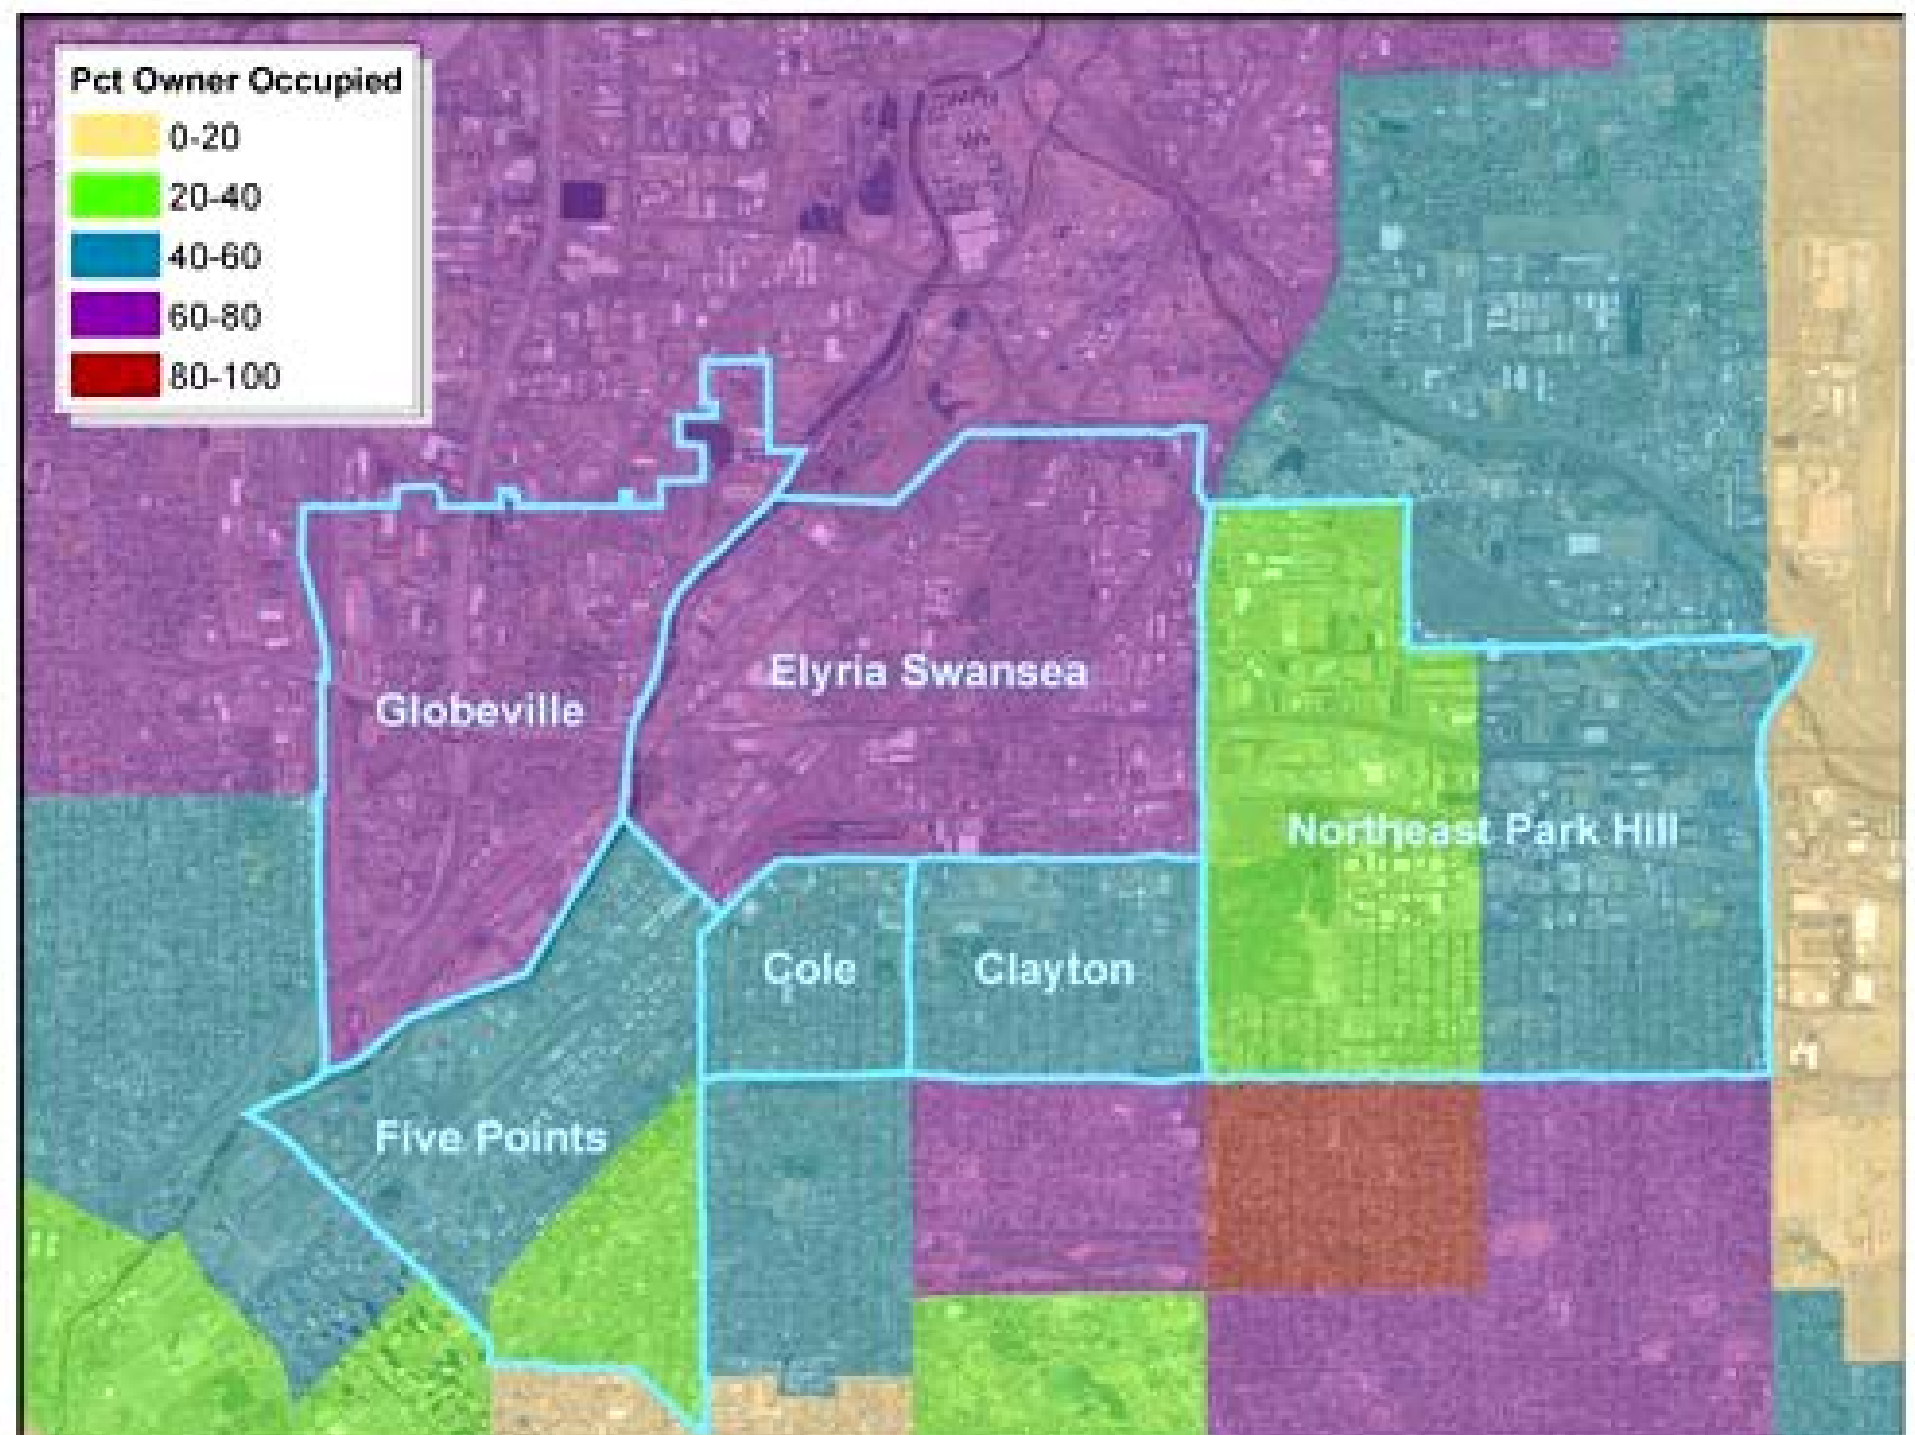 Pct Owner Occupied
0-20
20-40
40-60
60-80
80-100
Elyria Swansea
Globeville
Northeast Park Hill
Cole
Clayton
Five Points